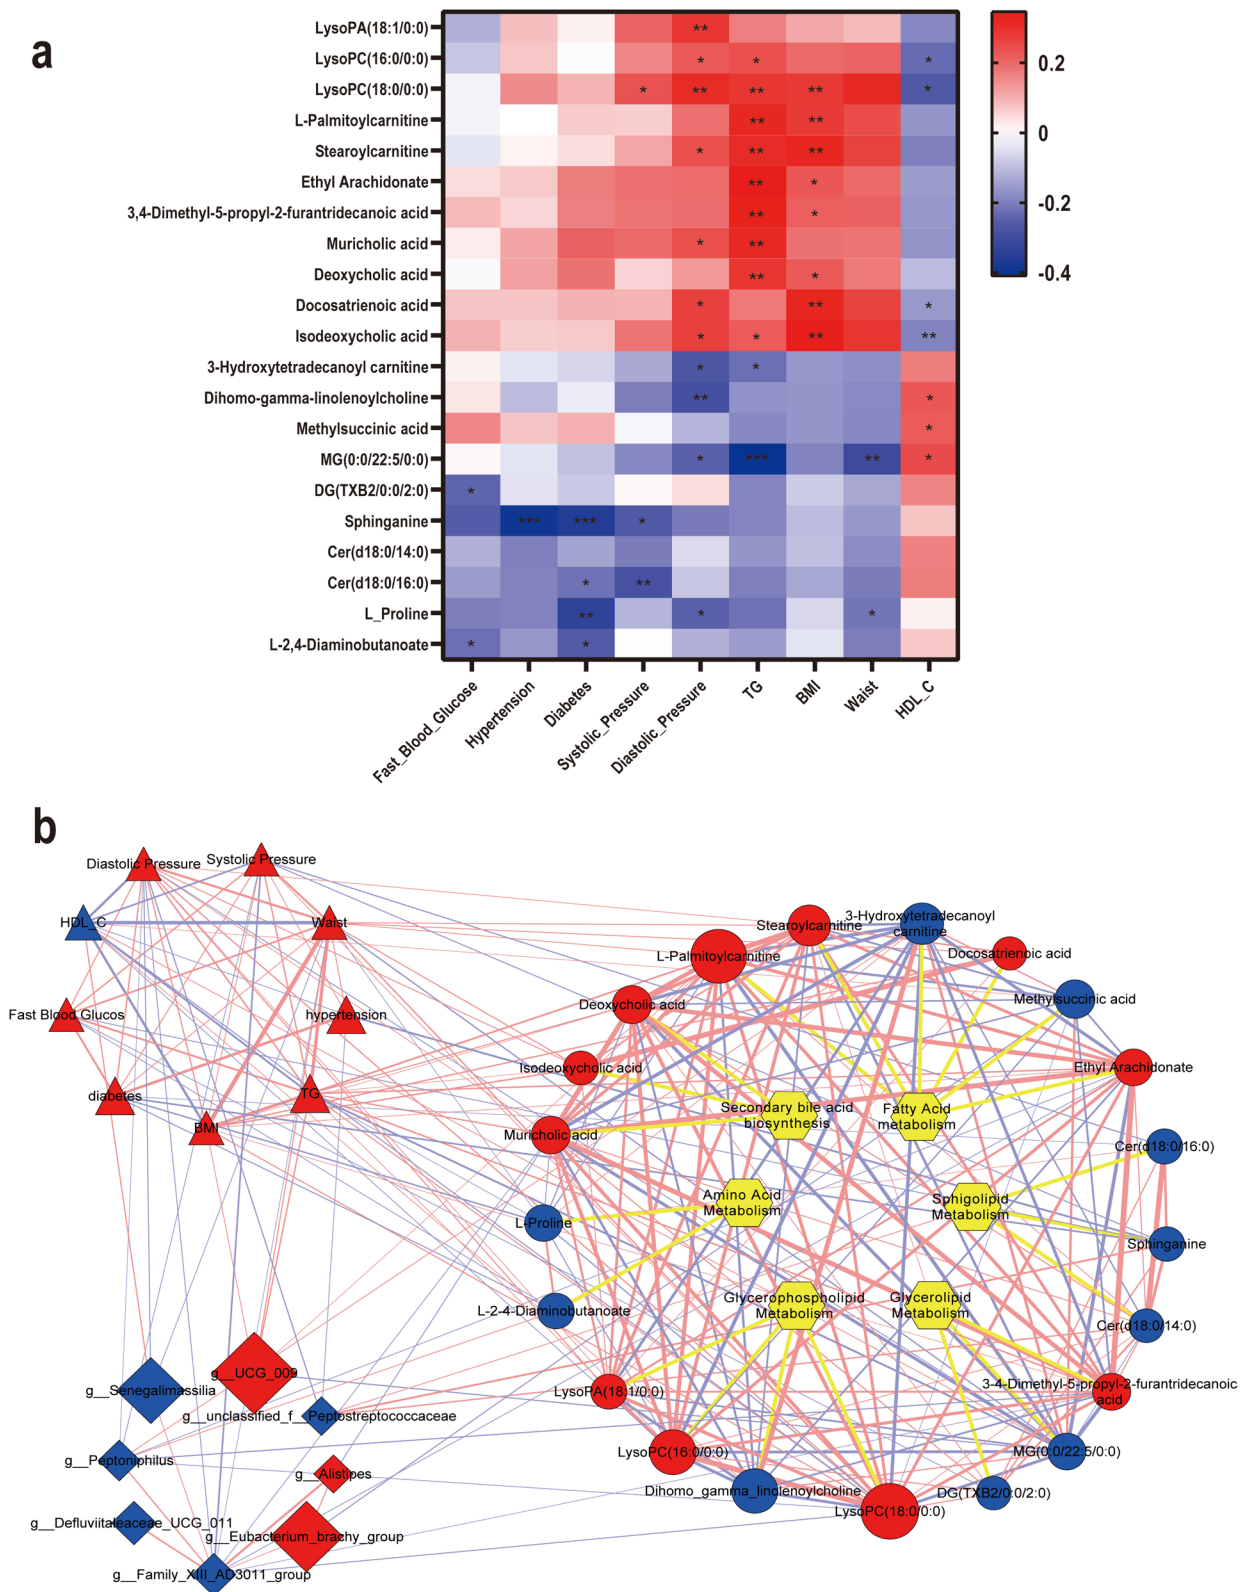 a
LysoPA(18:1/0:0)
**
LysoPC(16:0/0:0)
* * *
LysoPC(18:0/0:0)
* ** ** ** *
L-Palmitoylcarnitine
** **
Stearoylcarnitine
* ** **
Ethyl Arachidonate
** *
3,4-Dimethyl-5-propyl-2-furantridecanoic acid
** *
Muricholic acid
* **
Deoxycholic acid
** *
Docosatrienoic acid
* ** *
Isodeoxycholic acid
* * ** **
3-Hydroxytetradecanoyl carnitine
* *
Dihomo-gamma-linolenoylcholine
** *
Methylsuccinic acid
*
MG(0:0/22:5/0:0)
* *** ** *
DG(TXB2/0:0/2:0)
*
Sphinganine
*** *** *
Cer(d18:0/14:0)
Cer(d18:0/16:0)
* **
L_Proline
** * *
L-2,4-Diaminobutanoate
* *
0.2
0
-0.2
-0.4
Fast_Blood_Glucose
Hypertension
Diabetes
Systolic_Pressure
Diastolic_Pressure
TG
BMI
Waist
HDL_C
b
Diastolic Pressure
Systolic Pressure
HDL_C
Waist
Fast Blood Glucos
hypertension
diabetes
TG
BMI
Stearoylcarnitine
3-Hydroxytetradecanoyl
carnitine
L-Palmitoylcarnitine
Docosatrienoic acid
Deoxycholic acid
Methylsuccinic acid
Isodeoxycholic acid
Ethyl Arachidonate
Muricholic acid
Secondary bile acid
biosynthesis
Fatty Acid
metabolism
Cer(d18:0/16:0)
Amino Acid
Metabolism
Sphigolipid
Metabolism
L-Proline
Sphinganine
L-2-4-Diaminobutanoate
Glycerophospholipid
Metabolism
Glycerolipid
Metabolism
Cer(d18:0/14:0)
LysoPA(18:1/0:0)
3-4-Dimethyl-5-propyl-2-furantridecanoic
acid
LysoPC(16:0/0:0)
MG(0:0/22:5/0:0)
Dihomo_gamma_linolenoylcholine
DG(TXB2/0:0/2:0)
LysoPC(18:0/0:0)
g__UCG_009
g__Senegalimassilia
g__unclassified_f__Peptostreptococcaceae
g__Peptoniphilus
g__Alistipes
g__Defluviitaleaceae_UCG_011
g__Eubacterium_brachy_group
g__Family_XIII_AD3011_group